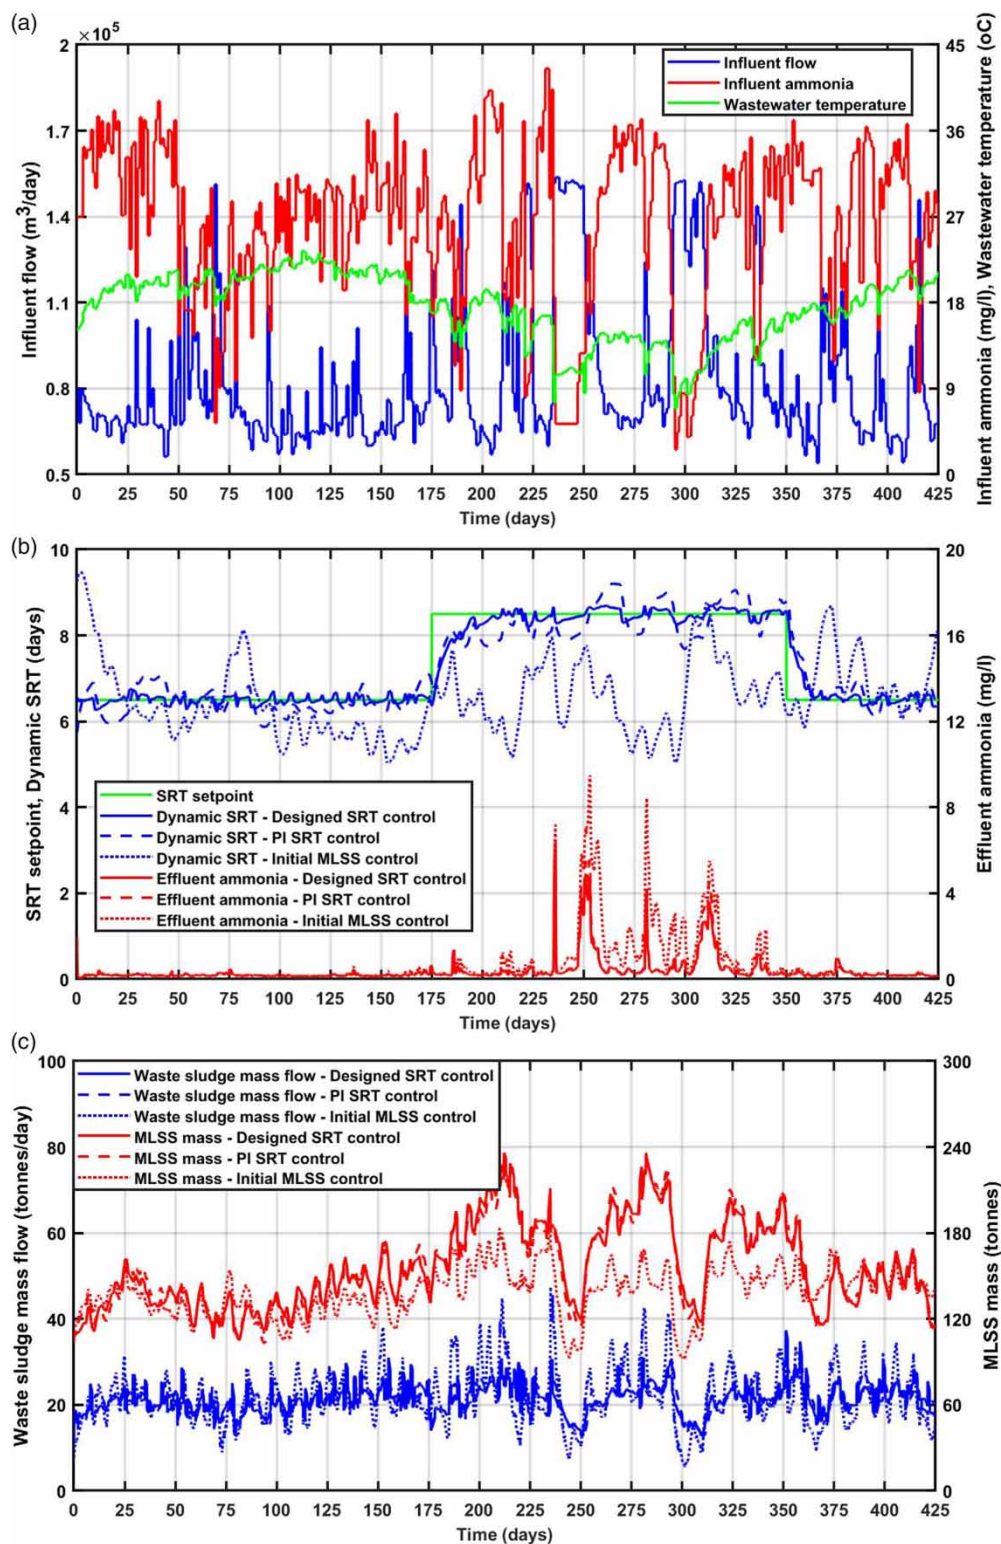 (a)
× 10⁵
2
1.7
1.4
1.1
0.8
0.5
Influent flow (m³/day)
45
36
27
18
9
0
Influent ammonia (mg/l), Wastewater temperature (oC)
Influent flow
Influent ammonia
Wastewater temperature
0 25 50 75 100 125 150 175 200 225 250 275 300 325 350 375 400 425
Time (days)
(b)
10
8
6
4
2
0
SRT setpoint, Dynamic SRT (days)
20
16
12
8
4
0
Effluent ammonia (mg/l)
SRT setpoint
Dynamic SRT - Designed SRT control
Dynamic SRT - PI SRT control
Dynamic SRT - Initial MLSS control
Effluent ammonia - Designed SRT control
Effluent ammonia - PI SRT control
Effluent ammonia - Initial MLSS control
0 25 50 75 100 125 150 175 200 225 250 275 300 325 350 375 400 425
Time (days)
(c)
100
80
60
40
20
0
Waste sludge mass flow (tonnes/day)
300
240
180
120
60
0
MLSS mass (tonnes)
Waste sludge mass flow - Designed SRT control
Waste sludge mass flow - PI SRT control
Waste sludge mass flow - Initial MLSS control
MLSS mass - Designed SRT control
MLSS mass - PI SRT control
MLSS mass - Initial MLSS control
0 25 50 75 100 125 150 175 200 225 250 275 300 325 350 375 400 425
Time (days)